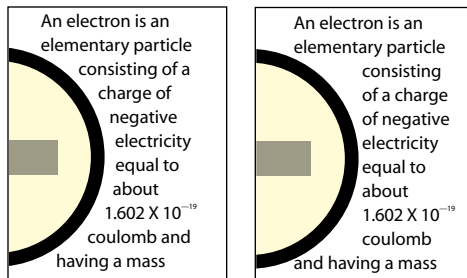 An electron is an
elementary particle
consisting of a
charge of
negative
electricity
equal to
about
1.602 X 10⁻¹⁹
coulomb and
having a mass
An electron is an
elementary particle
consisting
of a charge
of negative
electricity
equal to
about
1.602 X 10⁻¹⁹
coulomb
and having a mass